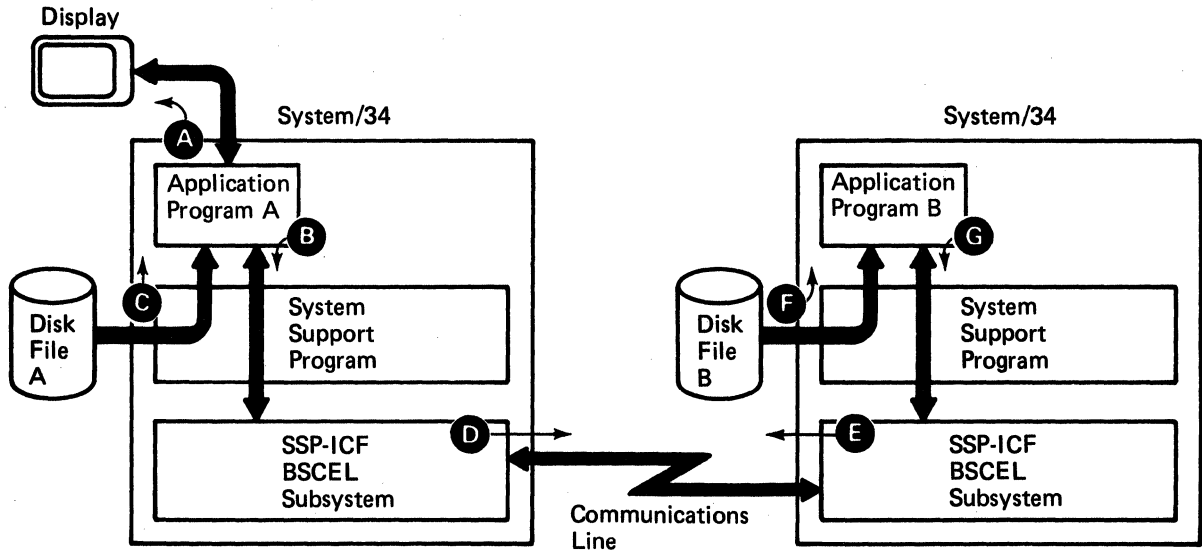 Display
System/34
System/34
A
Application
Program A
Application
Program B
B
G
C
F
Disk
File
A
System
Support
Program
Disk
File
B
System
Support
Program
D
E
SSP-ICF
BSCEL
Subsystem
SSP-ICF
BSCEL
Subsystem
Communications
Line